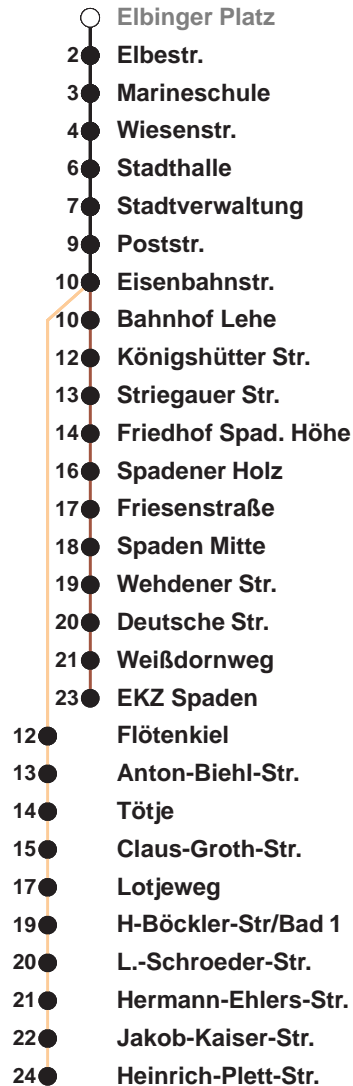 Elbinger Platz
2 Elbestr.
3 Marineschule
4 Wiesenstr.
6 Stadthalle
7 Stadtverwaltung
9 Poststr.
10 Eisenbahnstr.
10 Bahnhof Lehe
12 Königshütter Str.
13 Striegauer Str.
14 Friedhof Spad. Höhe
16 Spadener Holz
17 Friesenstraße
18 Spaden Mitte
19 Wehdener Str.
20 Deutsche Str.
21 Weißdornweg
23 EKZ Spaden
12 Flötenkiel
13 Anton-Biehl-Str.
14 Tötje
15 Claus-Groth-Str.
17 Lotjeweg
19 H-Böckler-Str/Bad 1
20 L.-Schroeder-Str.
21 Hermann-Ehlers-Str.
22 Jakob-Kaiser-Str.
24 Heinrich-Plett-Str.